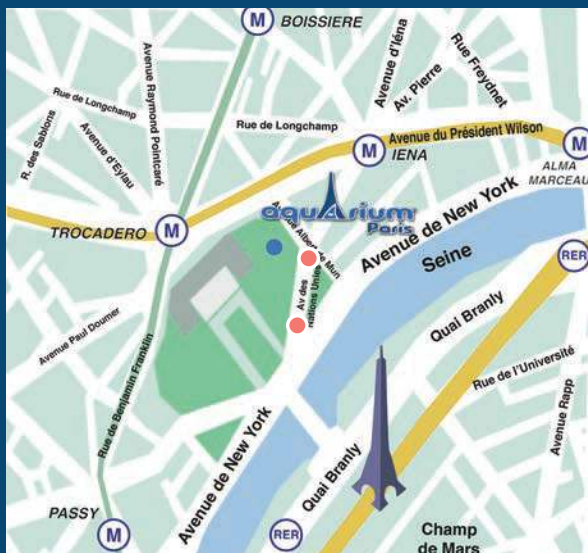 M
BOISSIERE
Avenue d'Iéna
Av. Pierre
Rue Freydnet
Avenue Raymond Pointcaré
Rue de Longchamp
Rue de Longchamp
R. des Sablons
Avenue d'Eylau
Avenue du Président Wilson
M
IENA
M
ALMA
MARCEAU
aquarium
Paris
TROCADERO
M
Avenue Albert de Mun
Avenue de New York
Seine
RER
Av des
Nations Unies
Quai Branly
Avenue Paul Doumer
Rue de Benjamin Franklin
Rue de l'Université
Avenue Rapp
Avenue de New York
Quai Branly
PASSY
M
RER
Champ
de Mars